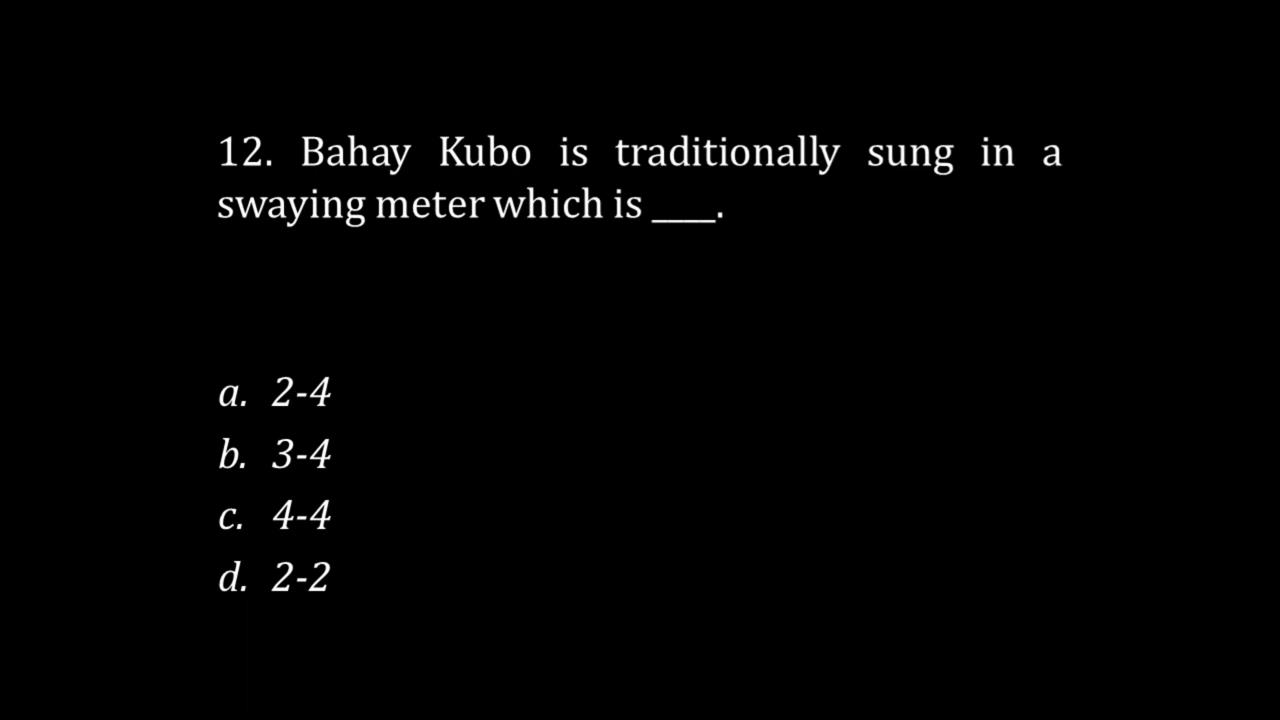 12. Bahay Kubo is traditionally sung in a
swaying meter which is ____.
a. 2-4
b. 3-4
c. 4-4
d. 2-2